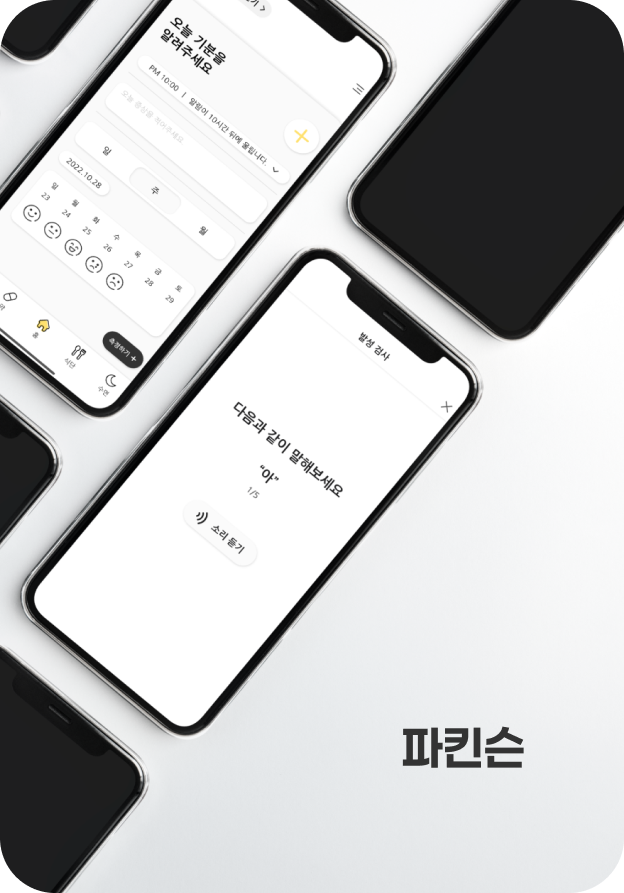 오늘 기분을
알려주세요
PM 10:00 | 알람이 10시간 뒤에 울립니다.
오늘 증상을 적어주세요
일 주 월
2022.10.28
일 월 화 수 목 금 토
23 24 25 26 27 28 29
측정하기 +
홈
식단
수면
발성 검사
다음과 같이 말해보세요
“아”
1/5
소리 듣기
파킨슨